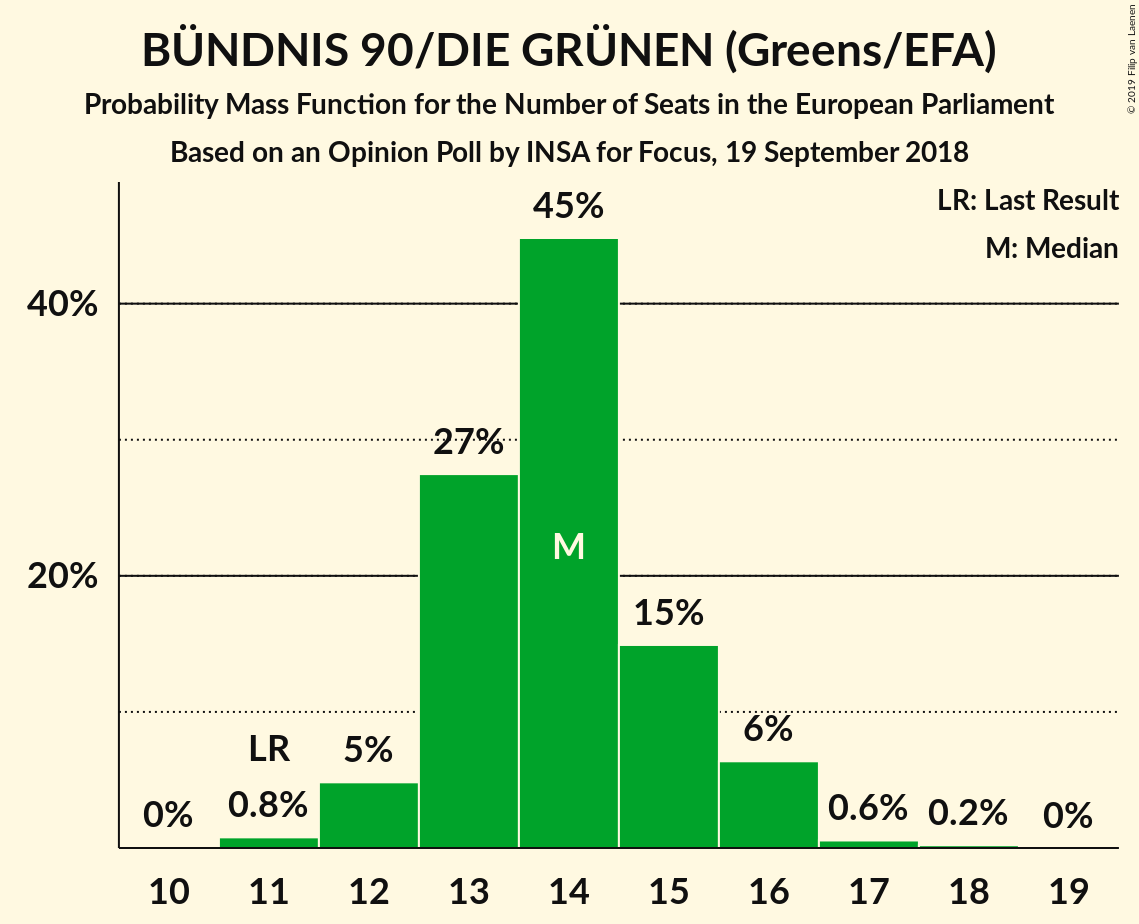 BÜNDNIS 90/DIE GRÜNEN (Greens/EFA)
Probability Mass Function for the Number of Seats in the European Parliament
Based on an Opinion Poll by INSA for Focus, 19 September 2018
© 2019 Filip van Laenen
LR: Last Result
M: Median
45%
40%
27%
M
20%
15%
6%
LR
5%
0%
0.8%
0.6%
0.2%
0%
10 11 12 13 14 15 16 17 18 19